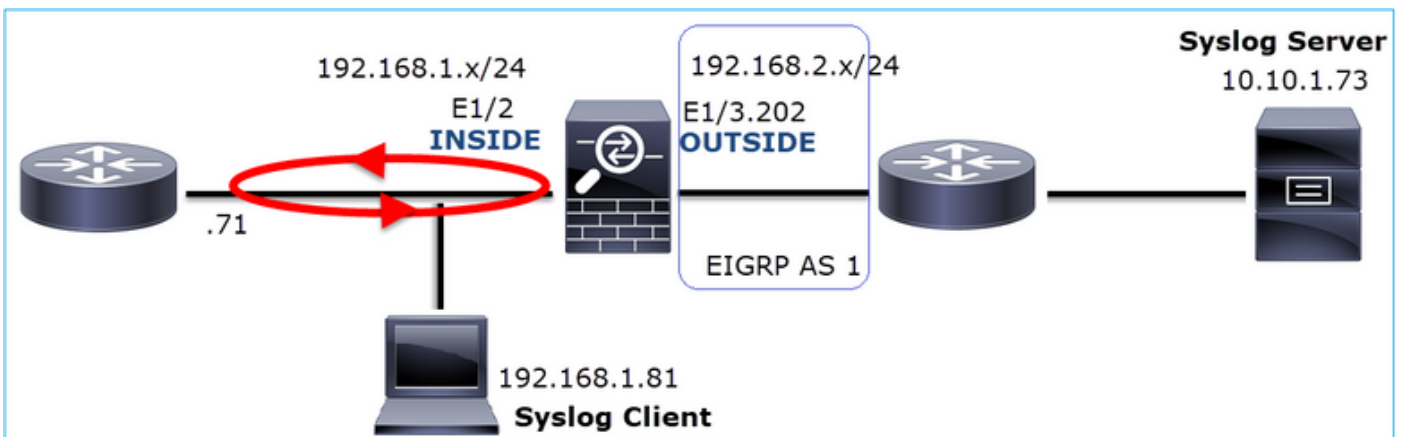 Syslog Server
10.10.1.73
192.168.1.x/24
192.168.2.x/24
E1/2
INSIDE
E1/3.202
OUTSIDE
.71
EIGRP AS 1
192.168.1.81
Syslog Client